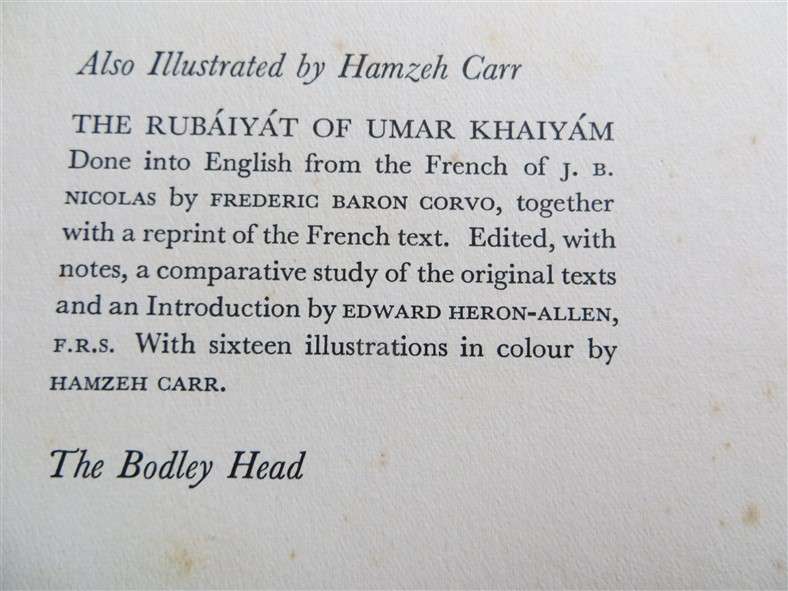 Also Illustrated by Hamzeh Carr
THE RUBÁIYÁT OF UMAR KHAIYÁM
Done into English from the French of J. B.
NICOLAS by FREDERIC BARON CORVO, together
with a reprint of the French text. Edited, with
notes, a comparative study of the original texts
and an Introduction by EDWARD HERON-ALLEN,
F.R.S. With sixteen illustrations in colour by
HAMZEH CARR.
The Bodley Head